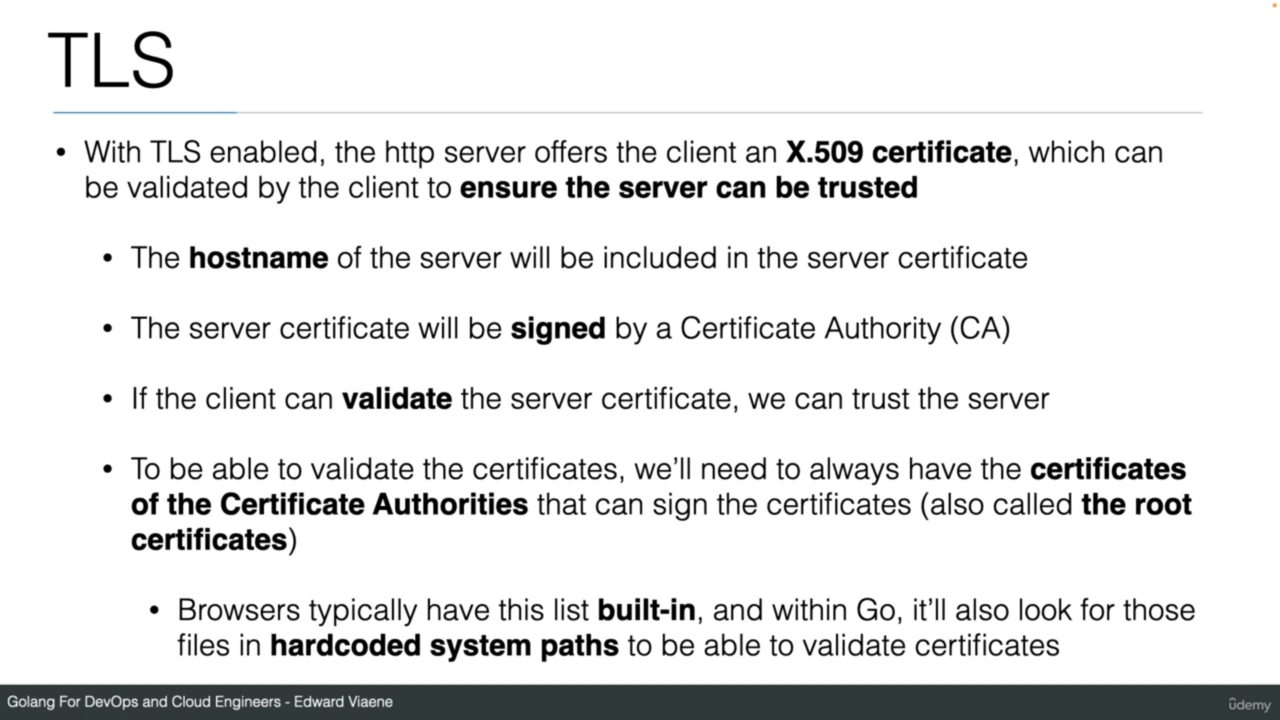 TLS
• With TLS enabled, the http server offers the client an X.509 certificate, which can
be validated by the client to ensure the server can be trusted
• The hostname of the server will be included in the server certificate
• The server certificate will be signed by a Certificate Authority (CA)
• If the client can validate the server certificate, we can trust the server
• To be able to validate the certificates, we’ll need to always have the certificates
of the Certificate Authorities that can sign the certificates (also called the root
certificates)
• Browsers typically have this list built-in, and within Go, it’ll also look for those
files in hardcoded system paths to be able to validate certificates
Golang For DevOps and Cloud Engineers - Edward Viaene
ûdemy